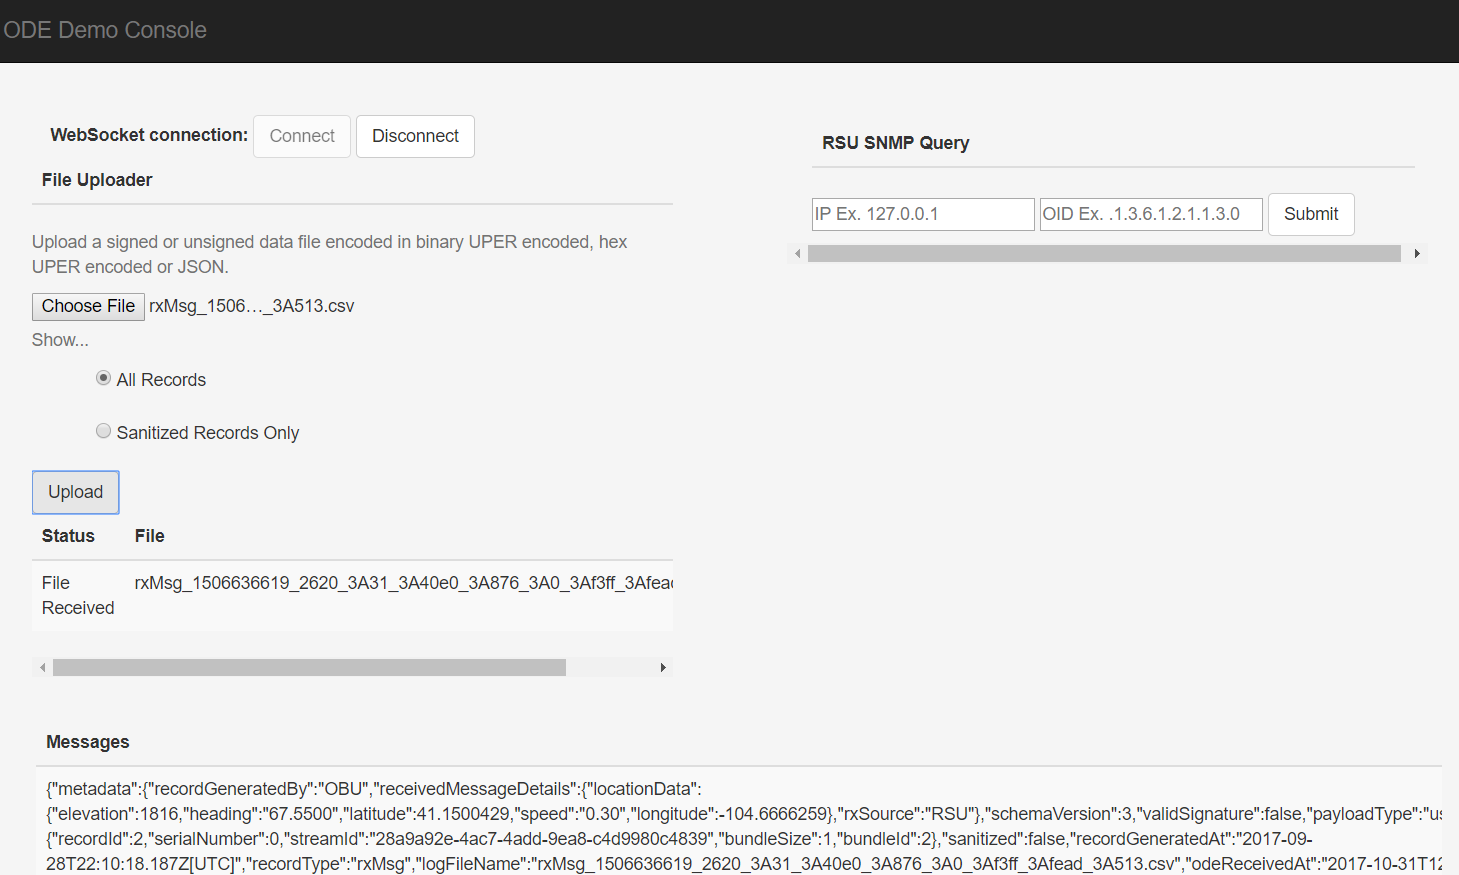 ODE Demo Console
WebSocket connection: Connect Disconnect
File Uploader
Upload a signed or unsigned data file encoded in binary UPER encoded, hex
UPER encoded or JSON.
Choose File rxMsg_1506…_3A513.csv
Show...
All Records
Sanitized Records Only
Upload
Status File
File rxMsg_1506636619_2620_3A31_3A40e0_3A876_3A0_3Af3ff_3Afead
Received
RSU SNMP Query
IP Ex. 127.0.0.1 OID Ex. .1.3.6.1.2.1.1.3.0 Submit
Messages
{"metadata":{"recordGeneratedBy":"OBU","receivedMessageDetails":{"locationData":
{"elevation":1816,"heading":"67.5500","latitude":41.1500429,"speed":"0.30","longitude":-104.6666259},"rxSource":"RSU"},"schemaVersion":3,"validSignature":false,"payloadType":"us
{"recordId":2,"serialNumber":0,"streamId":"28a9a92e-4ac7-4add-9ea8-c4d9980c4839","bundleSize":1,"bundleId":2},"sanitized":false,"recordGeneratedAt":"2017-09-
28T22:10:18.187Z[UTC]","recordType":"rxMsg","logFileName":"rxMsg_1506636619_2620_3A31_3A40e0_3A876_3A0_3Af3ff_3Afead_3A513.csv","odeReceivedAt":"2017-10-31T12